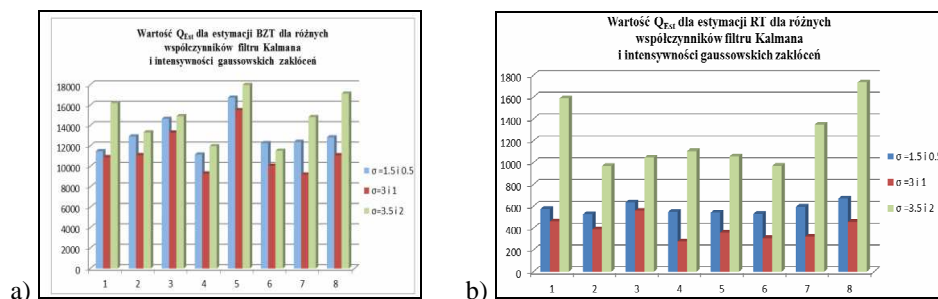 Wartość Q_Est dla estymacji BZT dla różnych
współczynników filtru Kalmana
i intensywności gaussowskich zakłóceń
18000
16000
14000
12000
10000
8000
6000
4000
2000
0
1 2 3 4 5 6 7 8
σ =1.5 i 0.5
σ =3 i 1
σ =3.5 i 2
a)
Wartość Q_Est dla estymacji RT dla różnych
współczynników filtru Kalmana
i intensywności gaussowskich zakłóceń
1800
1600
1400
1200
1000
800
600
400
200
0
1 2 3 4 5 6 7 8
σ =1.5 i 0.5
σ =3 i 1
σ =3.5 i 2
b)